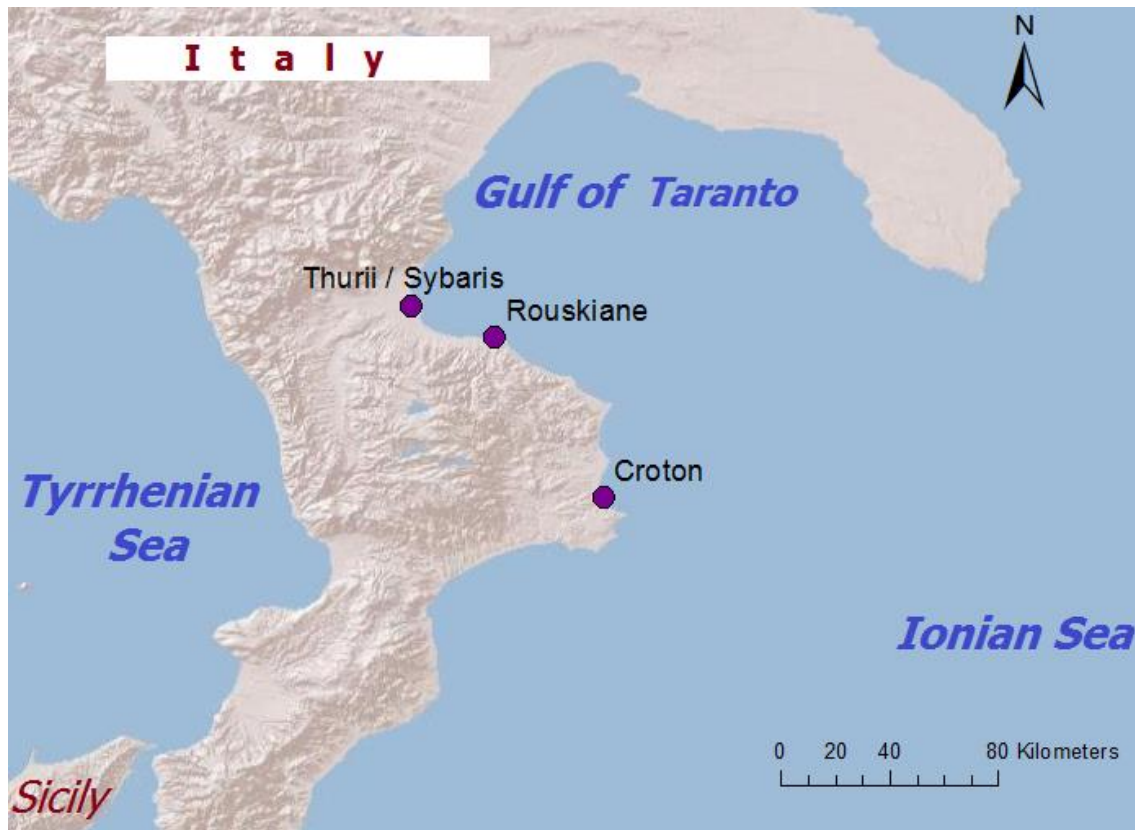 I t a l y
N
Gulf of Taranto
Thurii / Sybaris
Rouskiane
Croton
Tyrrhenian
Sea
Ionian Sea
0 20 40 80 Kilometers
Sicily